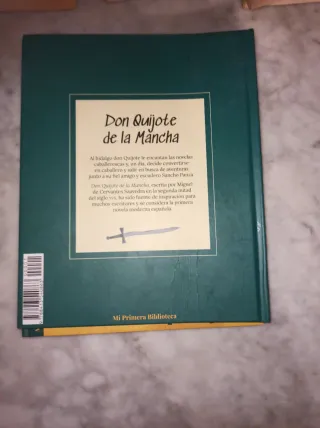 Don Quijote
de la Mancha
Al hidalgo don Quijote le encantan las novelas
caballerescas y, un día, decide convertirse
en caballero y salir en busca de aventuras
junto a su fiel amigo y escudero Sancho Panza.
Don Quijote de la Mancha, escrito por Miguel
de Cervantes Saavedra en la segunda mitad
del siglo XVI, ha sido fuente de inspiración para
muchos escritores y se considera la primera
novela moderna española.
Mi Primera Biblioteca